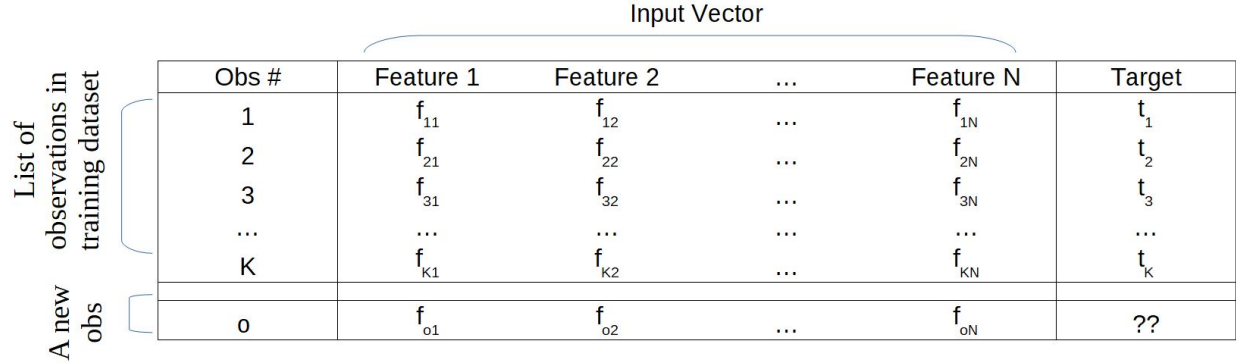 Input Vector
List of
observations in
training dataset
Obs # Feature 1 Feature 2 ... Feature N Target
1 f11 f12 ... f1N t1
2 f21 f22 ... f2N t2
3 f31 f32 ... f3N t3
... ... ... ... ... ...
K fK1 fK2 ... fKN tK
A new
obs
o fo1 fo2 ... foN ??